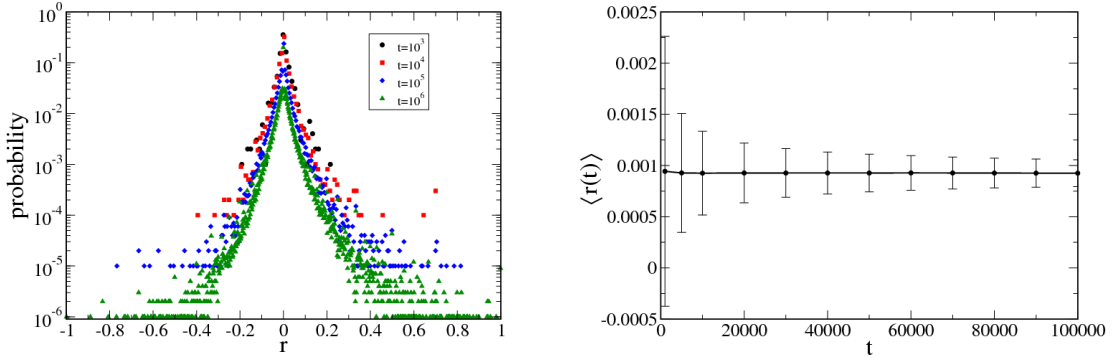 10^0
10^-1
10^-2
10^-3
10^-4
10^-5
10^-6
probability
t=10^3
t=10^4
t=10^5
t=10^6
-1 -0.8 -0.6 -0.4 -0.2 0 0.2 0.4 0.6 0.8 1
r
0.0025
0.002
0.0015
0.001
0.0005
0
-0.0005
⟨r(t)⟩
20000 40000 60000 80000 100000
t